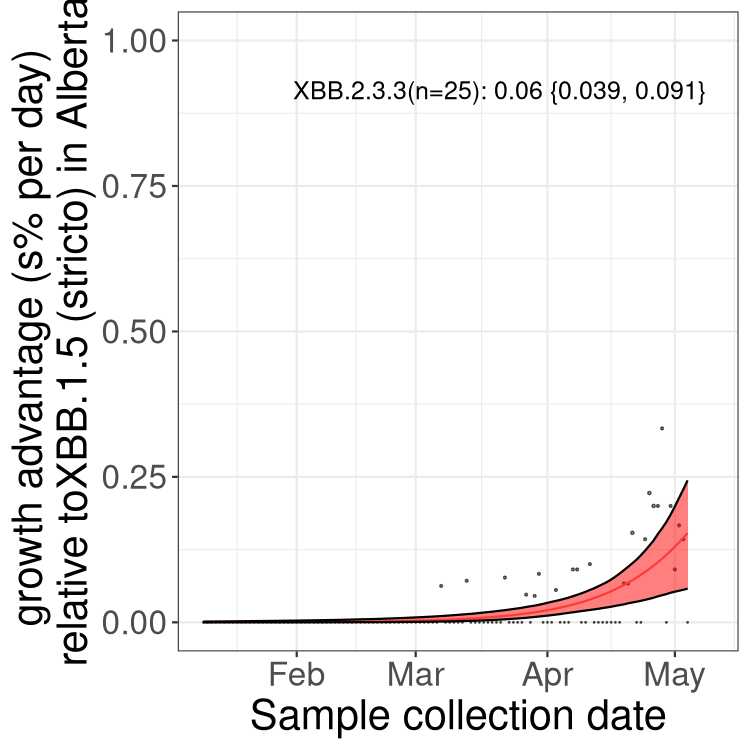 growth advantage (s% per day)
relative toXBB.1.5 (stricto) in Alberta
1.00
0.75
0.50
0.25
0.00
XBB.2.3.3(n=25): 0.06 {0.039, 0.091}
Feb Mar Apr May
Sample collection date